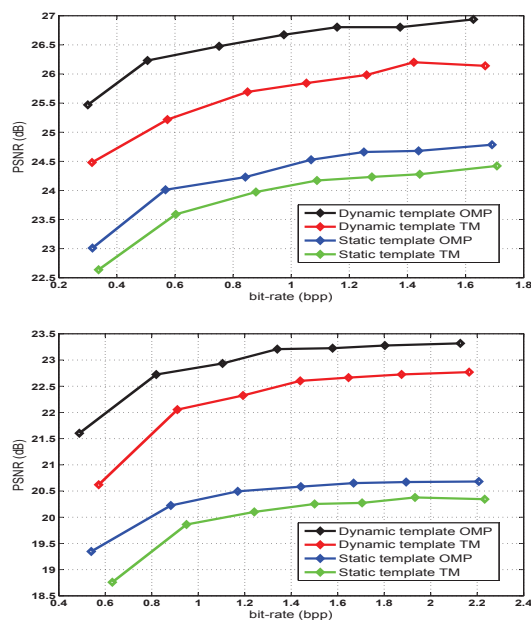 27
26.5
26
25.5
25
24.5
24
23.5
23
22.5
PSNR (dB)
0.2 0.4 0.6 0.8 1 1.2 1.4 1.6 1.8
bit-rate (bpp)
Dynamic template OMP
Dynamic template TM
Static template OMP
Static template TM
23.5
23
22.5
22
21.5
21
20.5
20
19.5
19
18.5
PSNR (dB)
0.4 0.6 0.8 1 1.2 1.4 1.6 1.8 2 2.2 2.4
bit-rate (bpp)
Dynamic template OMP
Dynamic template TM
Static template OMP
Static template TM